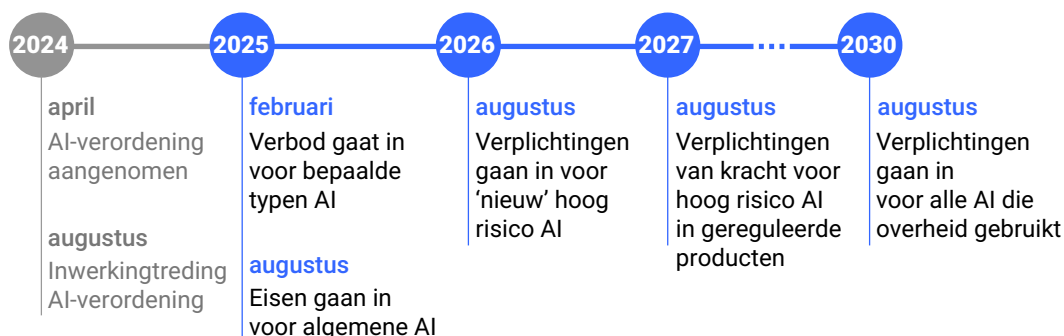 2024
april
AI-verordening
aangenomen
augustus
Inwerkingtreding
AI-verordening
2025
februari
Verbod gaat in
voor bepaalde
typen AI
augustus
Eisen gaan in
voor algemene AI
2026
augustus
Verplichtingen
gaan in voor
‘nieuw’ hoog
risico AI
2027
augustus
Verplichtingen
van kracht voor
hoog risico AI
in gereguleerde
producten
2030
augustus
Verplichtingen
gaan in
voor alle AI die
overheid gebruikt